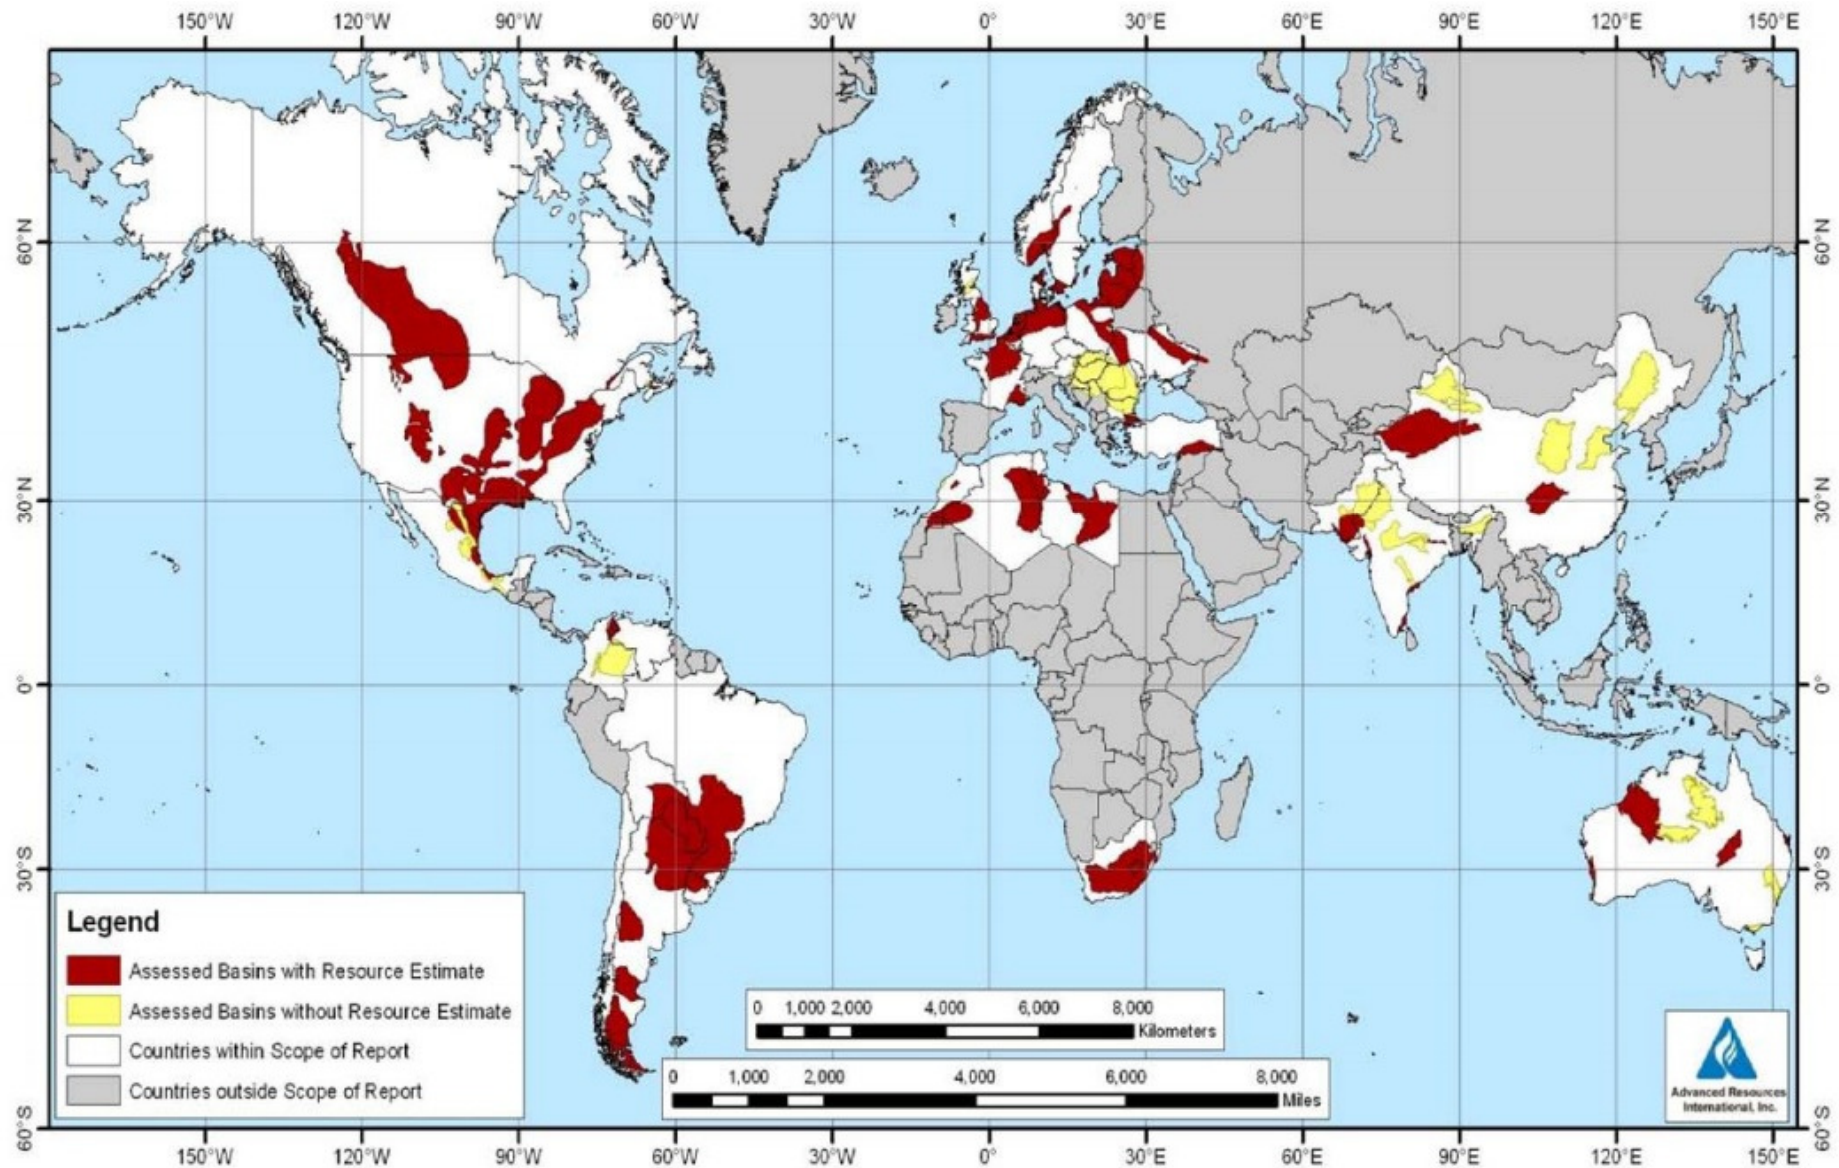 150°W 120°W 90°W 60°W 30°W 0° 30°E 60°E 90°E 120°E 150°E
60°N 60°N
30°N 30°N
0° 0°
30°S 30°S
Legend
Assessed Basins with Resource Estimate
Assessed Basins without Resource Estimate
Countries within Scope of Report
Countries outside Scope of Report
0 1,000 2,000 4,000 6,000 8,000
Kilometers
0 1,000 2,000 4,000 6,000 8,000
Miles
Advanced Resources
International, Inc.
60°S 60°S
150°W 120°W 90°W 60°W 30°W 0° 30°E 60°E 90°E 120°E 150°E